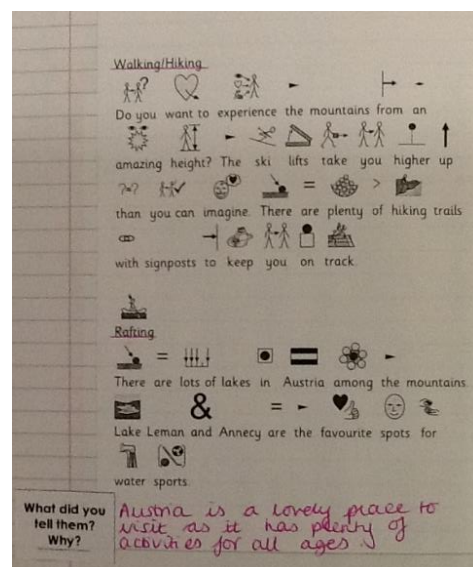 Walking/Hiking
Do you want to experience the mountains from an
amazing height? The ski lifts take you higher up
than you can imagine. There are plenty of hiking trails
with signposts to keep you on track.
Rafting
There are lots of lakes in Austria among the mountains.
&
Lake Leman and Annecy are the favourite spots for
water sports.
What did you
tell them?
Why?
Austria is a lovely place to
visit as it has plenty of
activities for all ages.